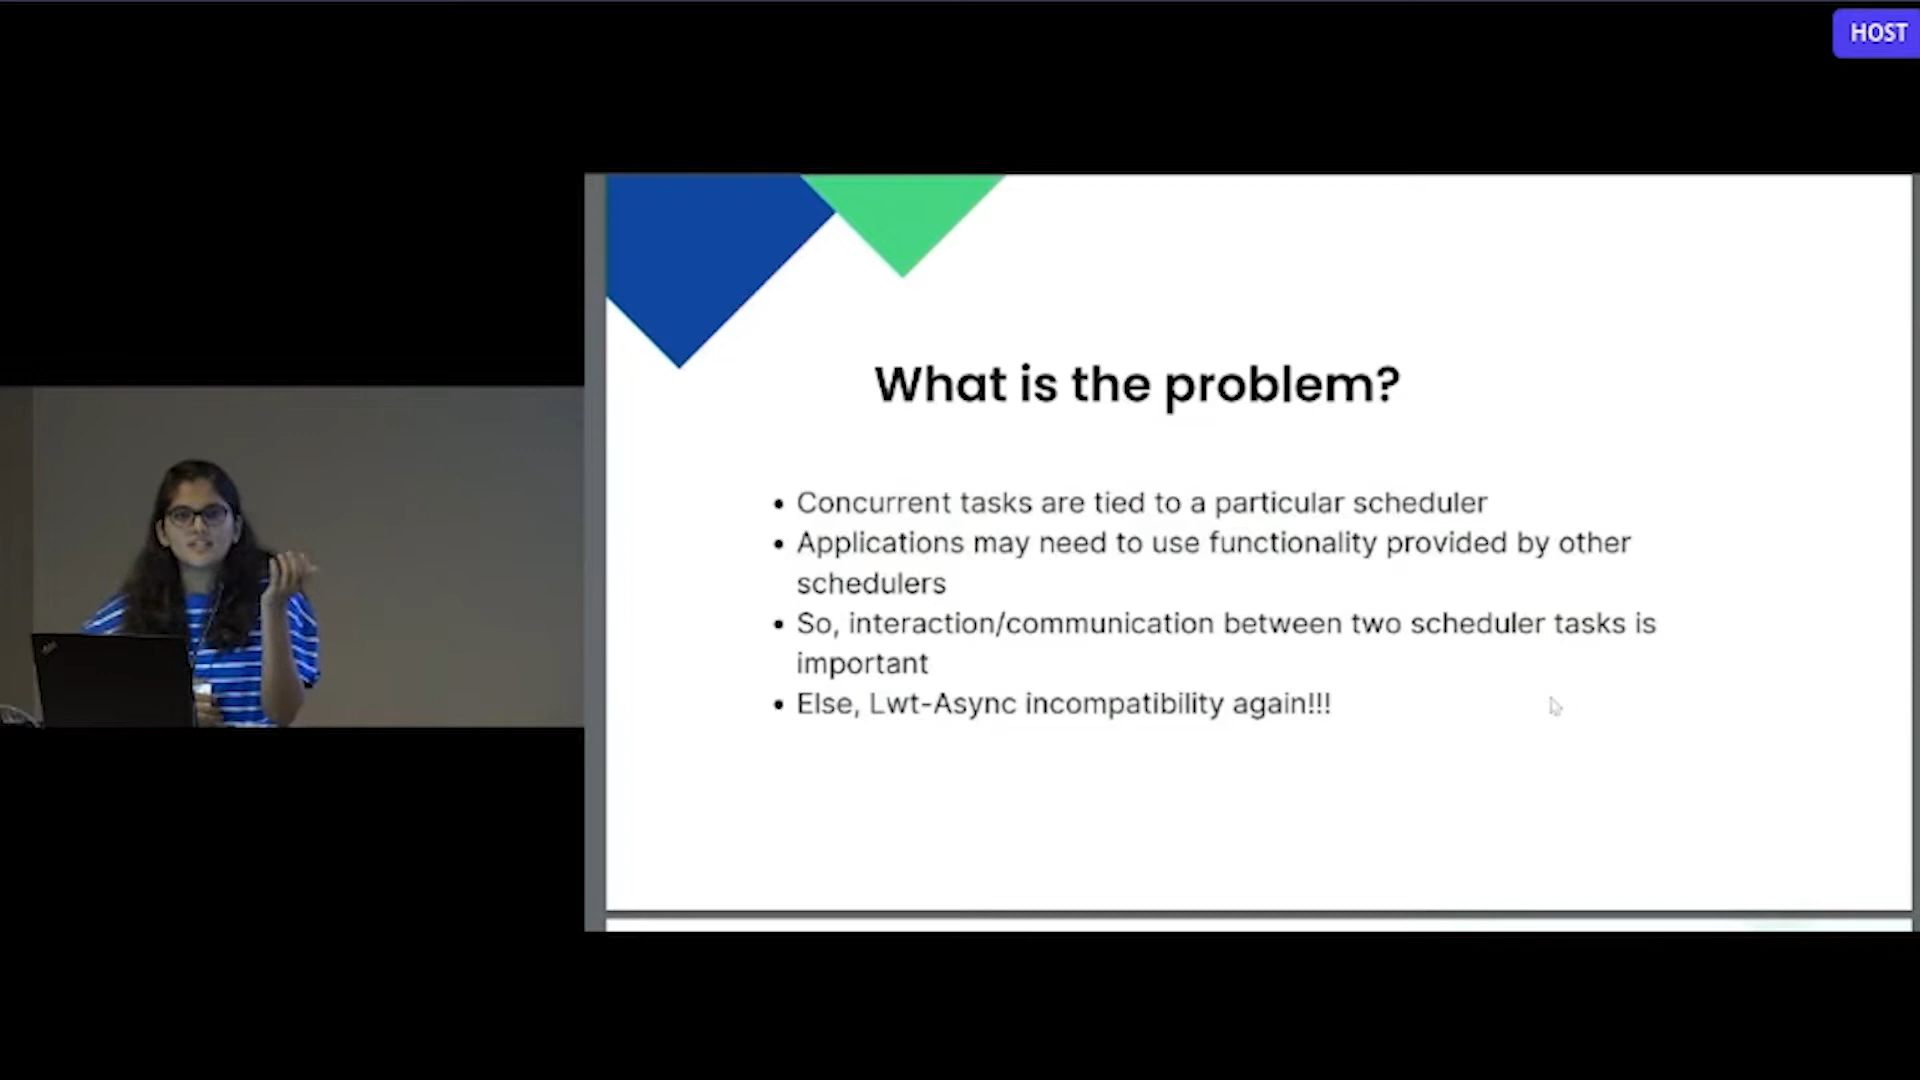 HOST
What is the problem?
• Concurrent tasks are tied to a particular scheduler
• Applications may need to use functionality provided by other
schedulers
• So, interaction/communication between two scheduler tasks is
important
• Else, Lwt-Async incompatibility again!!!